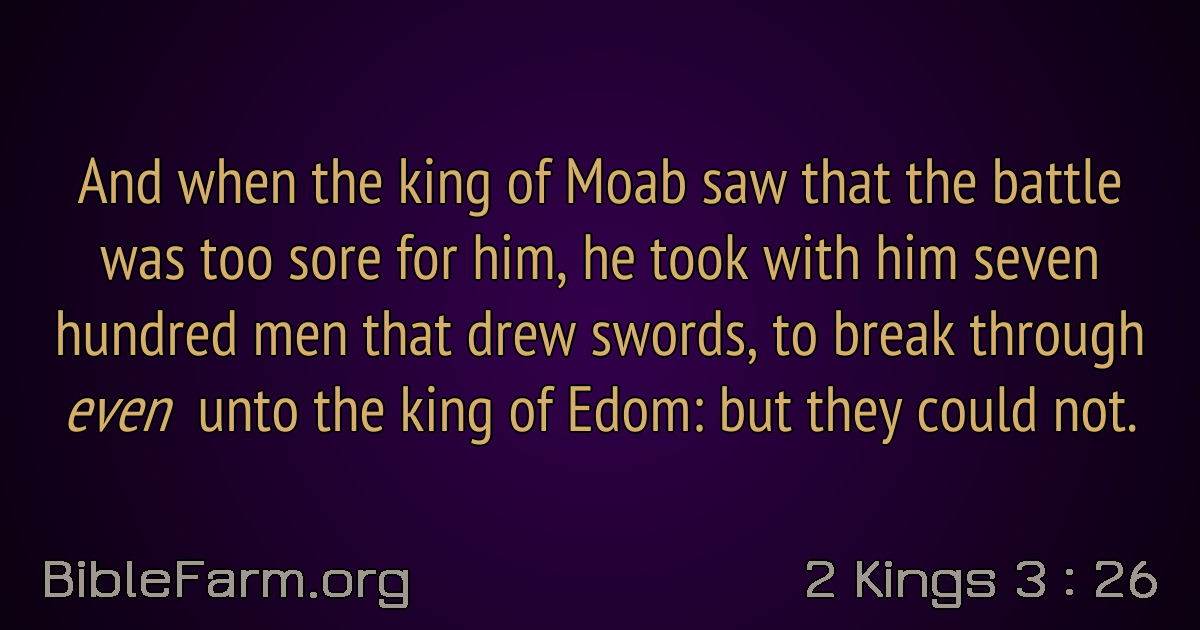 And when the king of Moab saw that the battle
was too sore for him, he took with him seven
hundred men that drew swords, to break through
even unto the king of Edom: but they could not.
BibleFarm.org
2 Kings 3 : 26